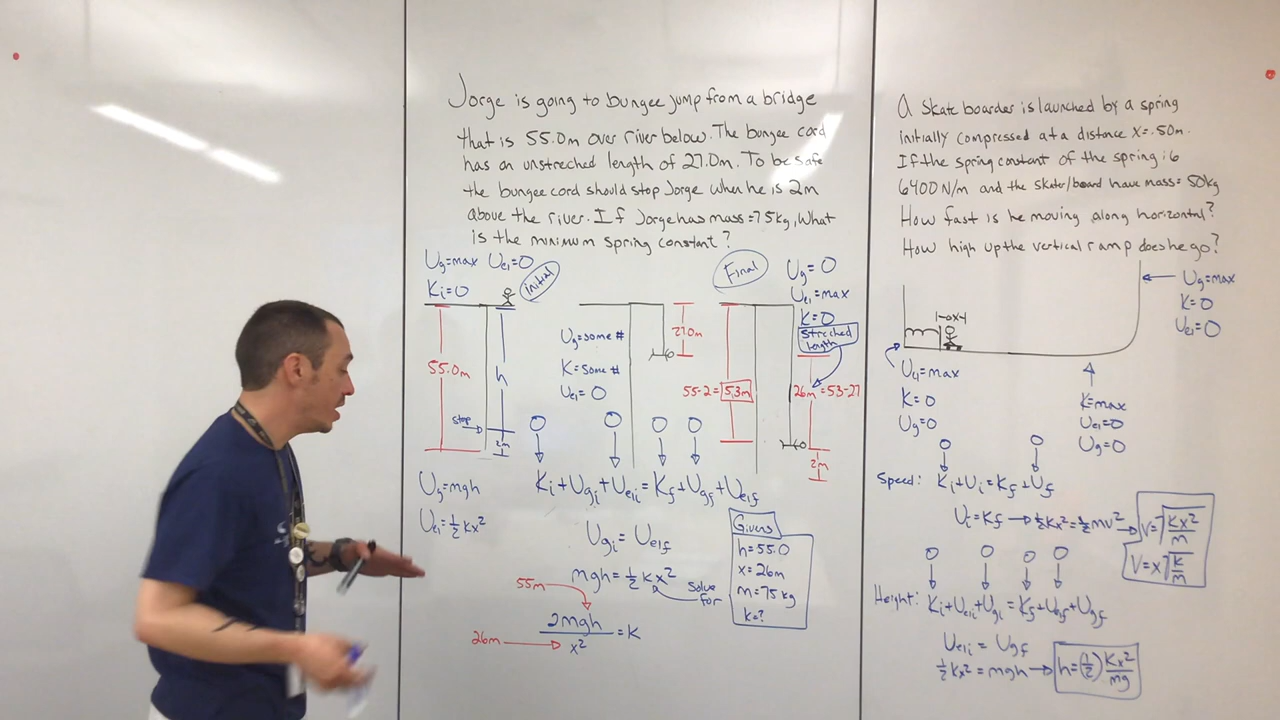 Jorge is going to bungee jump from a bridge
that is 55.0m over river below. The bungee cord
has an unstreched length of 27.0m. To be safe
the bungee cord should stop Jorge when he is 2m
above the river. If Jorge has mass = 75kg, What
is the minimum spring constant?
Ug=max Uel=0
Ki=0
initial
55.0m
h
stop
2m
Ug=some #
K=some #
Uel=0
27.0m
Final
Ug=0
Uel=max
K=0
Streched
length
55-2=53m
26m=53-27
2m
Ug=mgh
Uel=½kx²
0 0 0 0
Ki+Ugi+Ueli=Kf+Ugf+Uelf
Ugi=Uelf
mgh=½kx²
Solve
for
55m
2mgh
=K
26m
x²
Givens
h=55.0
x=26m
m=75kg
k=?
A Skateboarder is launched by a spring
initially compressed at a distance x=.50m.
If the spring constant of the spring is
6400 N/m and the skater/board have mass=50kg
How fast is he moving along horizontal?
How high up the vertical ramp does he go?
Ug=max
K=0
Uel=0
Uel=max
K=0
Ug=0
K=max
Uel=0
Ug=0
0 0
Speed: Ki+Ui=Kf+Uf
Ui=Kf → ½kx²=½mv² → V=√kx²/m
V=x√k/m
0 0 0 0
Height: Ki+Ueli+Ugi=Kf+Uelf+Ugf
Ueli=Ugf
½kx²=mgh → h=(½)kx²/mg